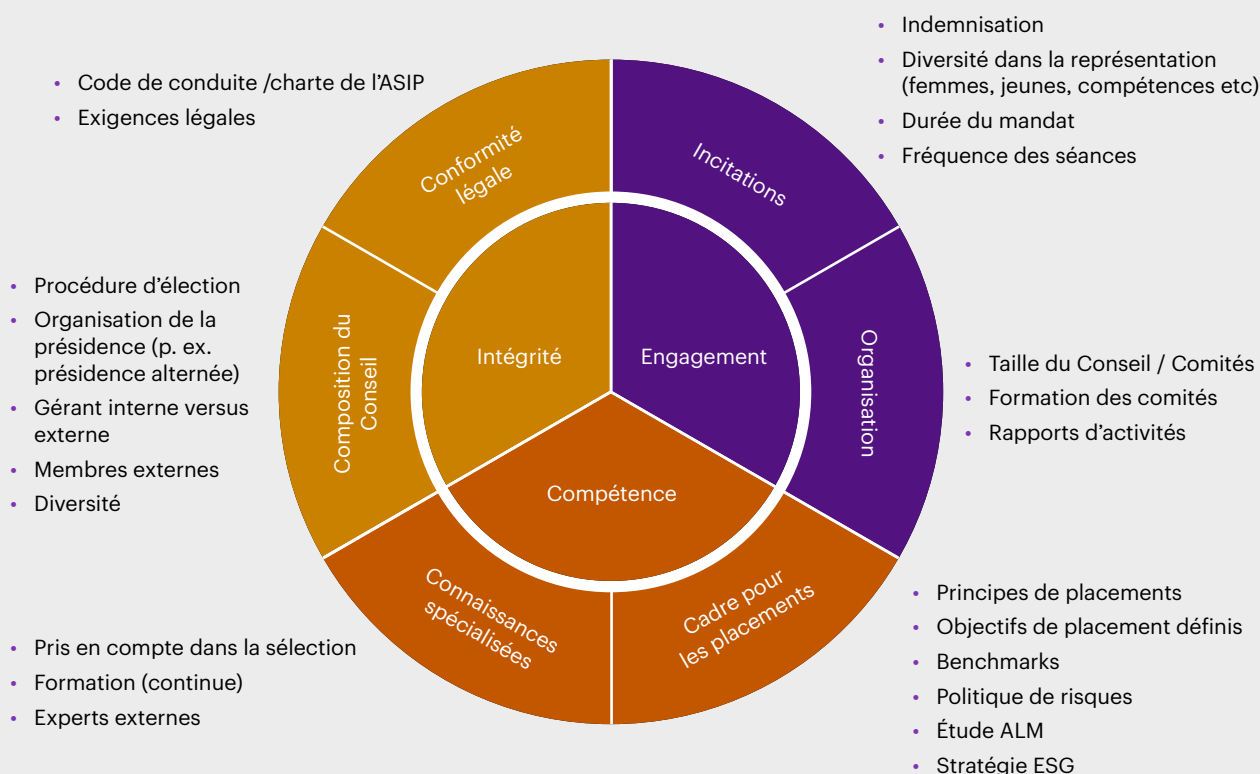 • Code de conduite /charte de l’ASIP
• Exigences légales
• Indemnisation
• Diversité dans la représentation
(femmes, jeunes, compétences etc)
• Durée du mandat
• Fréquence des séances
Conformité
légale
Incitations
• Procédure d’élection
• Organisation de la
présidence (p. ex.
présidence alternée)
• Gérant interne versus
externe
• Membres externes
• Diversité
Composition du
Conseil
Intégrité
Engagement
Organisation
• Taille du Conseil / Comités
• Formation des comités
• Rapports d’activités
Compétence
Connaissances
spécialisées
Cadre pour
les placements
• Pris en compte dans la sélection
• Formation (continue)
• Experts externes
• Principes de placements
• Objectifs de placement définis
• Benchmarks
• Politique de risques
• Étude ALM
• Stratégie ESG